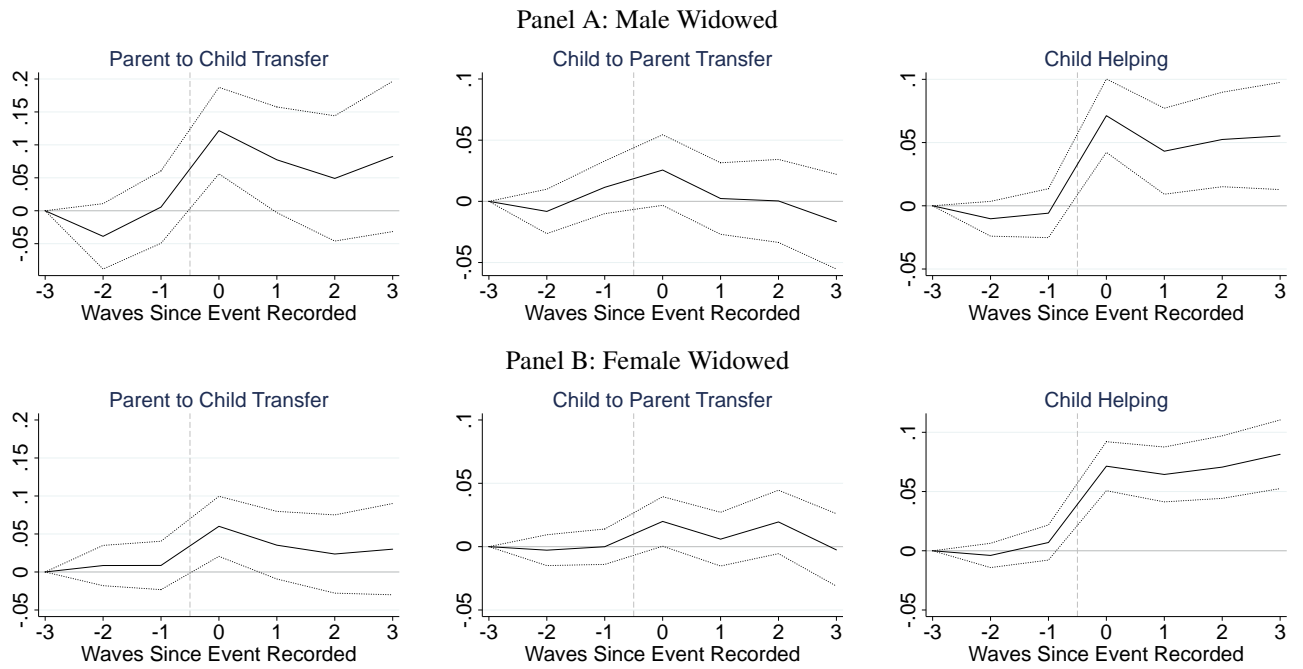 Panel A: Male Widowed
Parent to Child Transfer
.2
.15
.1
.05
0
-.05
-3 -2 -1 0 1 2 3
Waves Since Event Recorded
Child to Parent Transfer
.1
.05
0
-.05
-3 -2 -1 0 1 2 3
Waves Since Event Recorded
Child Helping
.1
.05
0
-.05
-3 -2 -1 0 1 2 3
Waves Since Event Recorded
Panel B: Female Widowed
Parent to Child Transfer
.2
.15
.1
.05
0
-.05
-3 -2 -1 0 1 2 3
Waves Since Event Recorded
Child to Parent Transfer
.1
.05
0
-.05
-3 -2 -1 0 1 2 3
Waves Since Event Recorded
Child Helping
.1
.05
0
-.05
-3 -2 -1 0 1 2 3
Waves Since Event Recorded